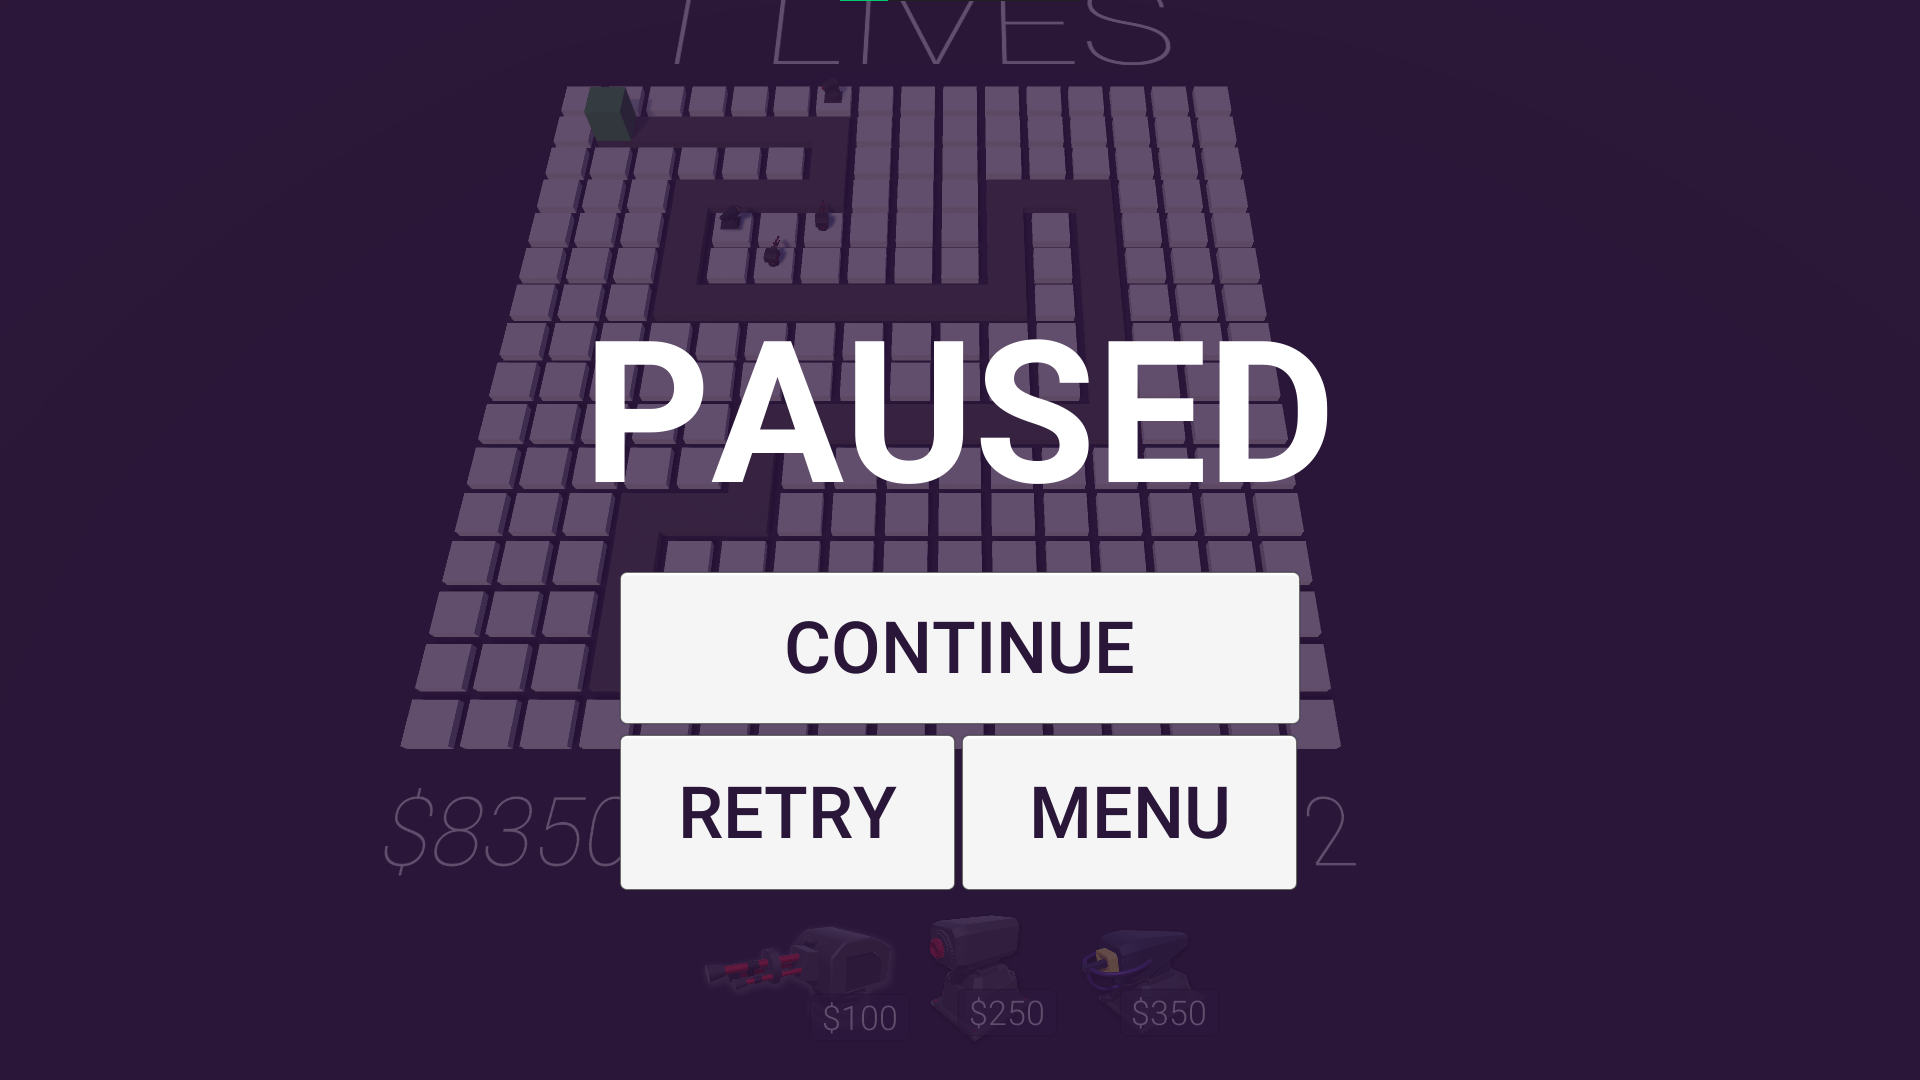 LIVES
PAUSED
CONTINUE
RETRY MENU
$8350 2
$100 $250 $350